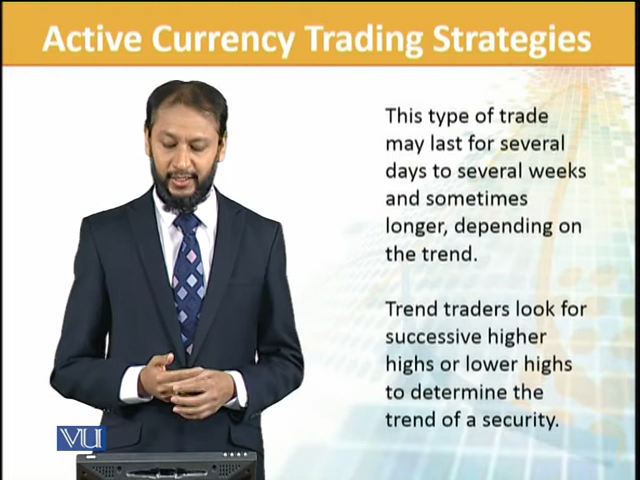 Active Currency Trading Strategies
This type of trade
may last for several
days to several weeks
and sometimes
longer, depending on
the trend.
Trend traders look for
successive higher
highs or lower highs
to determine the
trend of a security.
VU